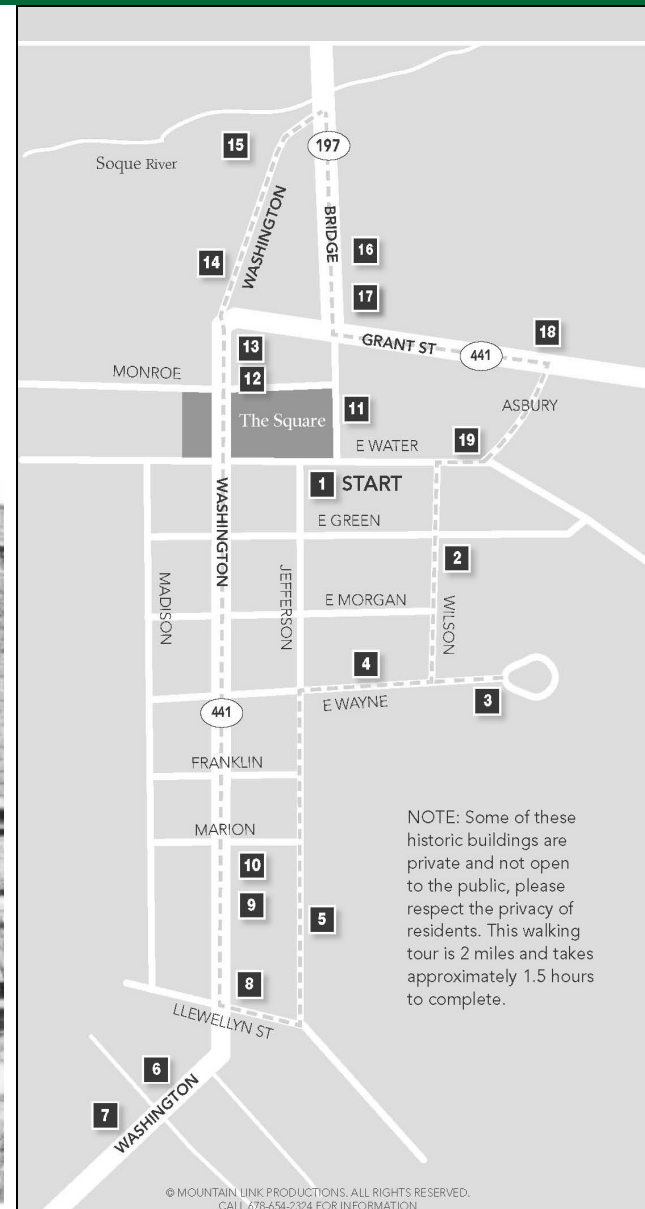 15
197
Soque River
WASHINGTON
BRIDGE
14
16
17
18
13
GRANT ST
441
MONROE
12
11
ASBURY
The Square
E WATER
19
1 START
WASHINGTON
E GREEN
2
MADISON
JEFFERSON
E MORGAN
WILSON
4
E WAYNE
3
441
FRANKLIN
MARION
10
9
5
8
LLEWELLYN ST
6
7
WASHINGTON
NOTE: Some of these
historic buildings are
private and not open
to the public, please
respect the privacy of
residents. This walking
tour is 2 miles and takes
approximately 1.5 hours
to complete.
© MOUNTAIN LINK PRODUCTIONS. ALL RIGHTS RESERVED.
CALL 678-654-2324 FOR INFORMATION